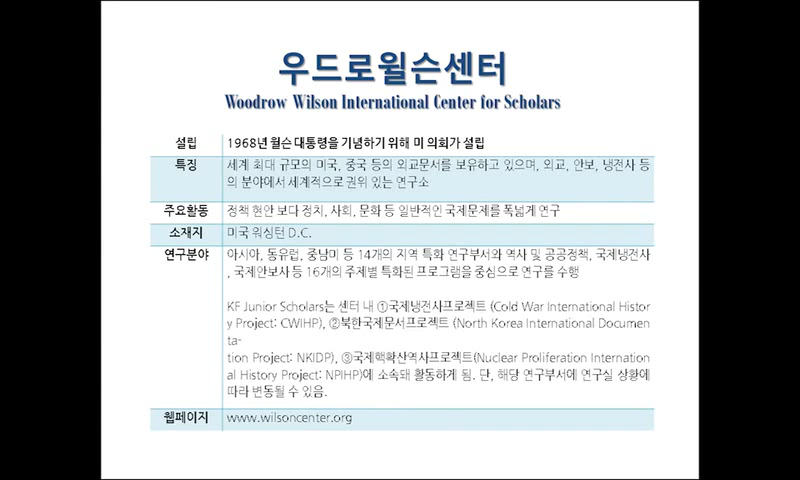 우드로윌슨센터
Woodrow Wilson International Center for Scholars
설립 1968년 윌슨 대통령을 기념하기 위해 미 의회가 설립
특징 세계 최대 규모의 미국, 중국 등의 외교문서를 보유하고 있으며, 외교, 안보, 냉전사 등
의 분야에서 세계적으로 권위 있는 연구소
주요활동 정책 현안 보다 정치, 사회, 문화 등 일반적인 국제문제를 폭넓게 연구
소재지 미국 워싱턴 D.C.
연구분야 아시아, 동유럽, 중남미 등 14개의 지역 특화 연구부서와 역사 및 공공정책, 국제냉전사
, 국제안보사 등 16개의 주제별 특화된 프로그램을 중심으로 연구를 수행
KF Junior Scholars는 센터 내 ①국제냉전사프로젝트 (Cold War International Histor
y Project: CWIHP), ②북한국제문서프로젝트 (North Korea International Documen
ta-
tion Project: NKIDP), ③국제핵확산역사프로젝트(Nuclear Proliferation Internation
al History Project: NPIHP)에 소속돼 활동하게 됨. 단, 해당 연구부서에 연구실 상황에
따라 변동될 수 있음.
웹페이지 www.wilsoncenter.org